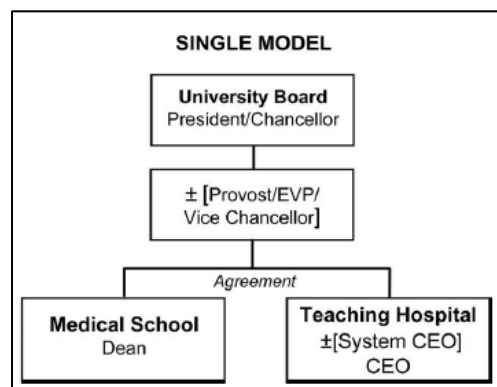 SINGLE MODEL
University Board
President/Chancellor
± [Provost/EVP/
Vice Chancellor]
Agreement
Medical School
Dean
Teaching Hospital
±[System CEO]
CEO